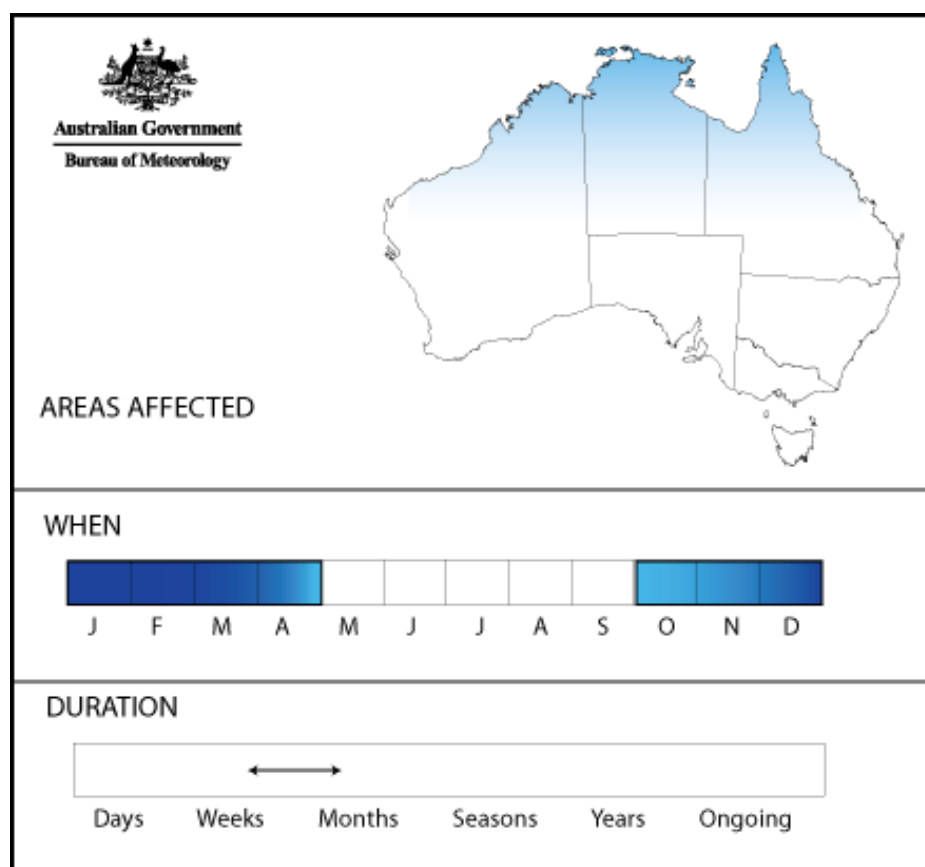 Australian Government
Bureau of Meteorology
AREAS AFFECTED
WHEN
J F M A M J J A S O N D
DURATION
Days Weeks Months Seasons Years Ongoing